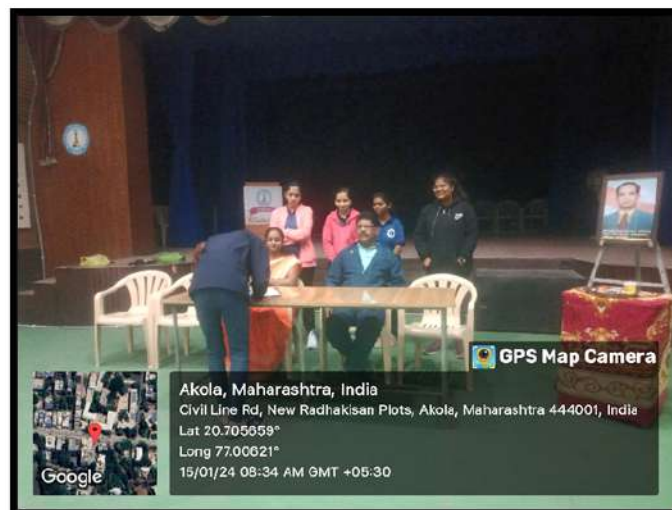 GPS Map Camera
Akola, Maharashtra, India
Civil Line Rd, New Radhakisan Plots, Akola, Maharashtra 444001, India
Lat 20.705659°
Long 77.00621°
15/01/24 08:34 AM GMT +05:30
Google